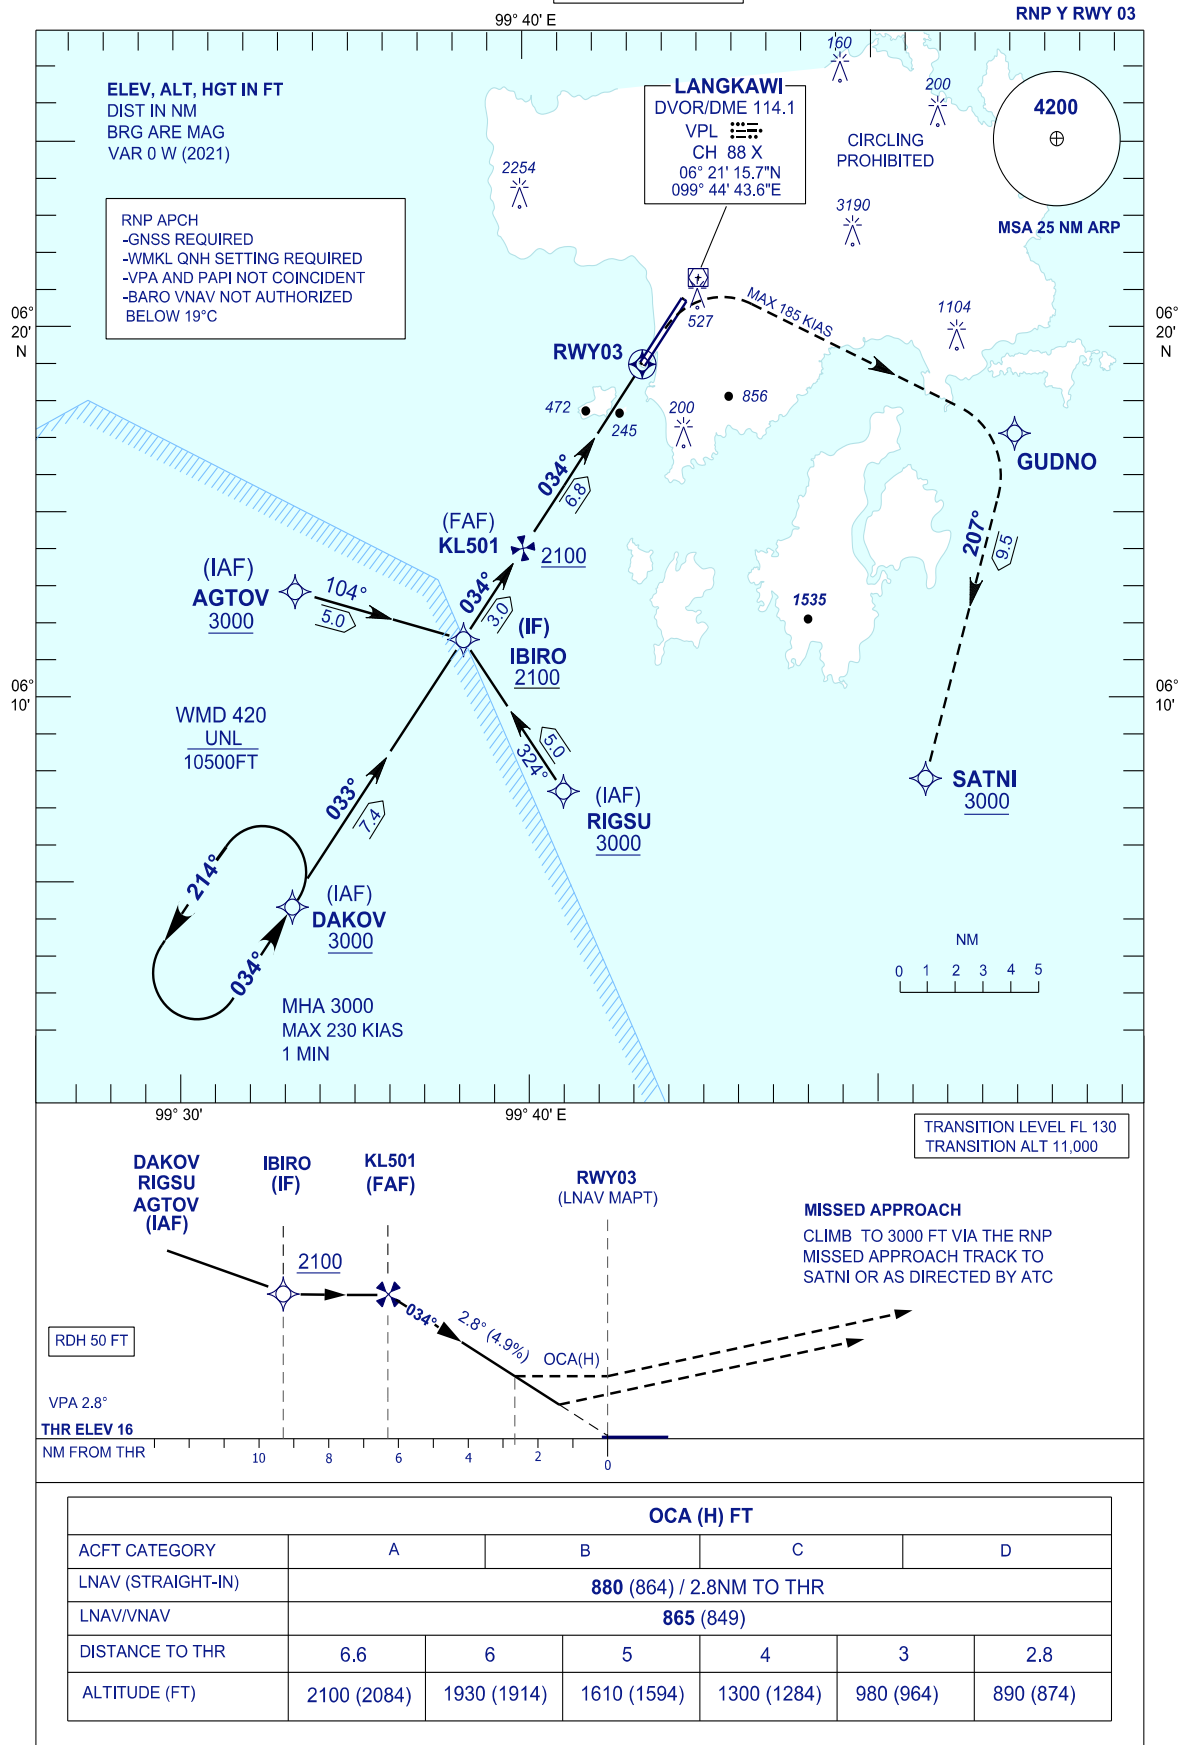 99° 40' E
RNP Y RWY 03
ELEV, ALT, HGT IN FT
DIST IN NM
BRG ARE MAG
VAR 0 W (2021)
RNP APCH
-GNSS REQUIRED
-WMKL QNH SETTING REQUIRED
-VPA AND PAPI NOT COINCIDENT
-BARO VNAV NOT AUTHORIZED
BELOW 19°C
LANGKAWI
DVOR/DME 114.1
VPL
CH 88 X
06° 21' 15.7"N
099° 44' 43.6"E
160
200
CIRCLING
PROHIBITED
4200
MSA 25 NM ARP
2254
3190
1104
527
MAX 185 KIAS
06°
20'
N
06°
20'
N
RWY03
472
245
200
856
GUDNO
034°
6.8
(FAF)
KL501
2100
207°
9.5
(IAF)
AGTOV
3000
104°
5.0
034°
3.0
(IF)
IBIRO
2100
1535
06°
10'
06°
10'
WMD 420
UNL
10500FT
5.0
324°
(IAF)
RIGSU
3000
SATNI
3000
033°
7.4
214°
034°
(IAF)
DAKOV
3000
MHA 3000
MAX 230 KIAS
1 MIN
NM
0 1 2 3 4 5
99° 30'
99° 40' E
TRANSITION LEVEL FL 130
TRANSITION ALT 11,000
DAKOV
RIGSU
AGTOV
(IAF)
IBIRO
(IF)
KL501
(FAF)
RWY03
(LNAV MAPT)
MISSED APPROACH
CLIMB TO 3000 FT VIA THE RNP
MISSED APPROACH TRACK TO
SATNI OR AS DIRECTED BY ATC
2100
034°
2.8° (4.9%)
OCA(H)
RDH 50 FT
VPA 2.8°
THR ELEV 16
NM FROM THR
10 8 6 4 2 0
OCA (H) FT
ACFT CATEGORY A B C D
LNAV (STRAIGHT-IN) 880 (864) / 2.8NM TO THR
LNAV/VNAV 865 (849)
DISTANCE TO THR 6.6 6 5 4 3 2.8
ALTITUDE (FT) 2100 (2084) 1930 (1914) 1610 (1594) 1300 (1284) 980 (964) 890 (874)